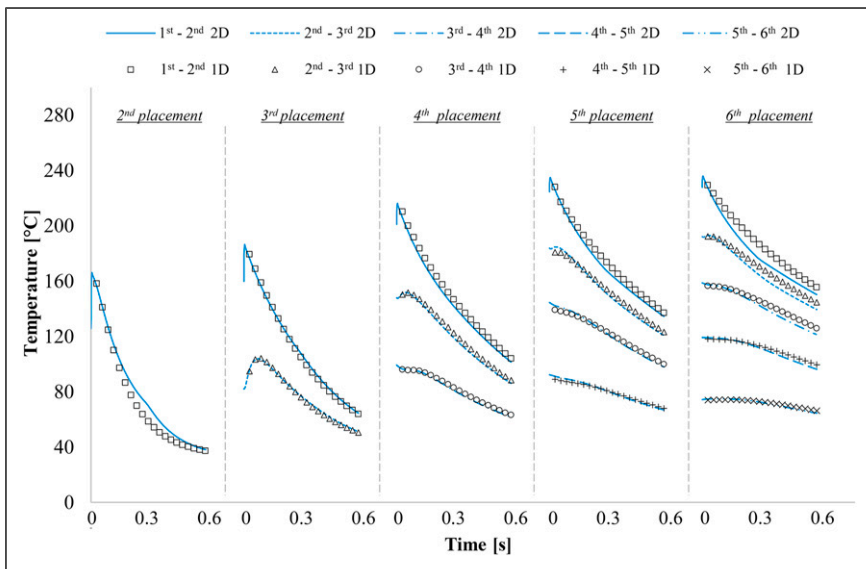 1st - 2nd 2D 2nd - 3rd 2D 3rd - 4th 2D 4th - 5th 2D 5th - 6th 2D
1st - 2nd 1D 2nd - 3rd 1D 3rd - 4th 1D 4th - 5th 1D 5th - 6th 1D
280
2nd placement 3rd placement 4th placement 5th placement 6th placement
240
200
160
120
80
40
0
Temperature [°C]
0 0.3 0.6 0 0.3 0.6 0 0.3 0.6 0 0.3 0.6 0 0.3 0.6
Time [s]